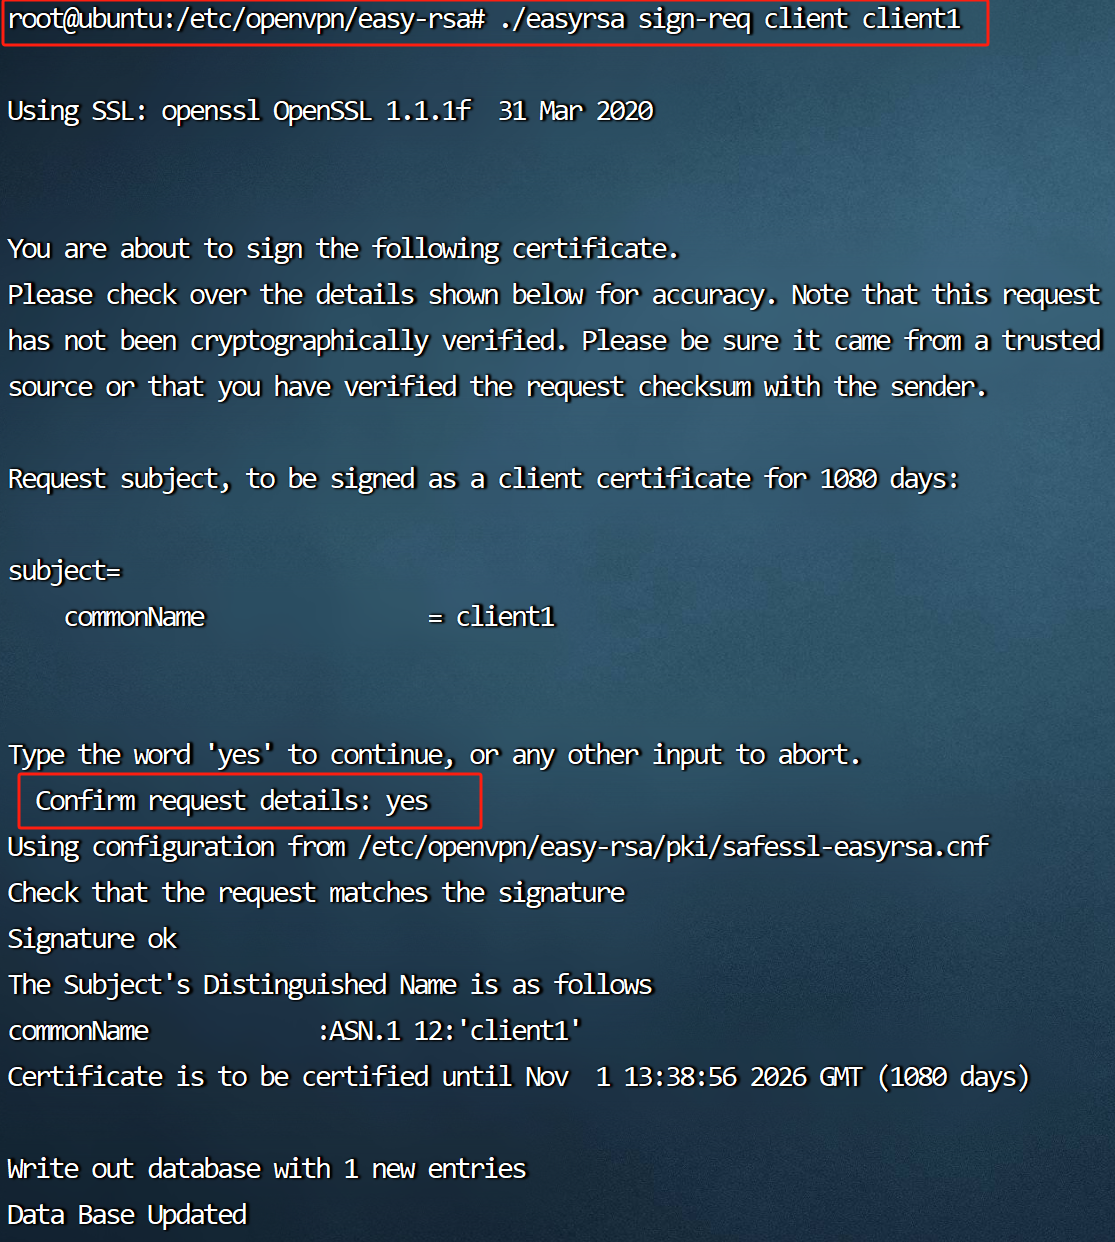 root@ubuntu:/etc/openvpn/easy-rsa# ./easyrsa sign-req client client1
Using SSL: openssl OpenSSL 1.1.1f  31 Mar 2020
You are about to sign the following certificate.
Please check over the details shown below for accuracy. Note that this request
has not been cryptographically verified. Please be sure it came from a trusted
source or that you have verified the request checksum with the sender.
Request subject, to be signed as a client certificate for 1080 days:
subject=
    commonName                = client1
Type the word 'yes' to continue, or any other input to abort.
  Confirm request details: yes
Using configuration from /etc/openvpn/easy-rsa/pki/safessl-easyrsa.cnf
Check that the request matches the signature
Signature ok
The Subject's Distinguished Name is as follows
commonName            :ASN.1 12:'client1'
Certificate is to be certified until Nov  1 13:38:56 2026 GMT (1080 days)
Write out database with 1 new entries
Data Base Updated